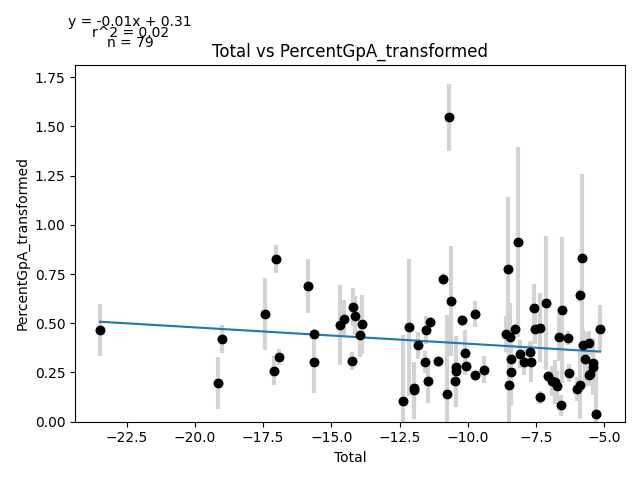 y = -0.01x + 0.31
r^2 = 0.02
n = 79
Total vs PercentGpA_transformed
1.75
1.50
1.25
1.00
0.75
0.50
0.25
0.00
PercentGpA_transformed
−22.5 −20.0 −17.5 −15.0 −12.5 −10.0 −7.5 −5.0
Total